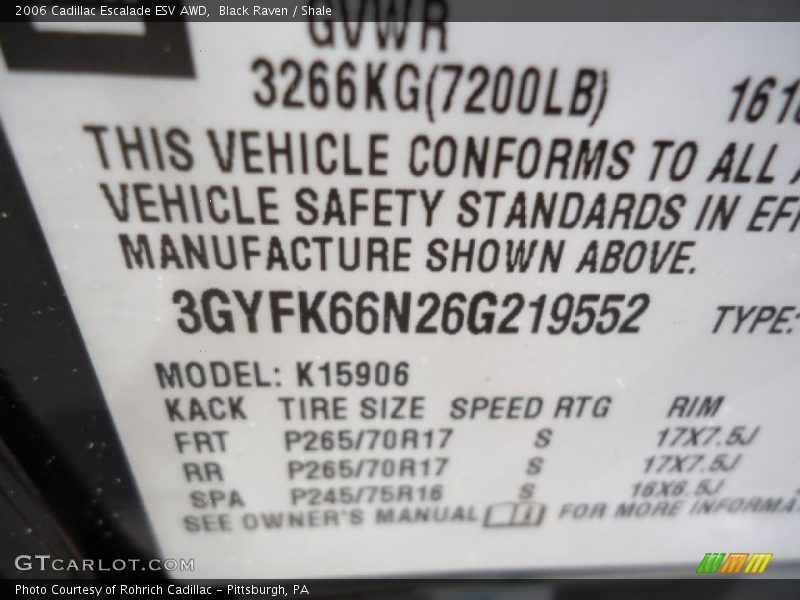 2006 Cadillac Escalade ESV AWD, Black Raven / Shale
GVWR
3266KG(7200LB)
THIS VEHICLE CONFORMS TO ALL
VEHICLE SAFETY STANDARDS IN
MANUFACTURE SHOWN ABOVE.
3GYFK66N26G219552 TYPE:
MODEL: K15906
KACK TIRE SIZE SPEED RTG RIM
FRT P265/70R17 S 17X7.5J
RR P265/70R17 S 17X7.5J
SPA P245/75R16 S 16X6.5J
SEE OWNER'S MANUAL FOR MORE
GTCARLOT.COM
Photo Courtesy of Rohrich Cadillac - Pittsburgh, PA